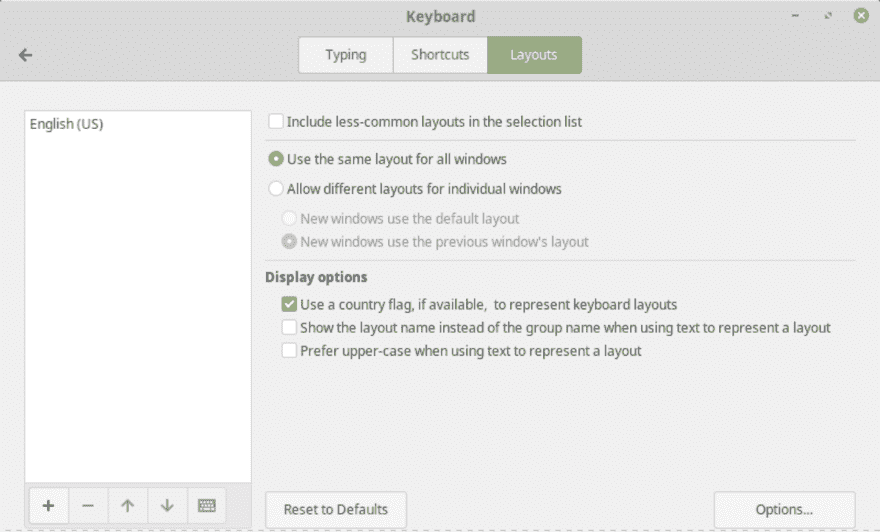 Keyboard
Typing Shortcuts Layouts
English (US)
Include less-common layouts in the selection list
Use the same layout for all windows
Allow different layouts for individual windows
New windows use the default layout
New windows use the previous window's layout
Display options
Use a country flag, if available,  to represent keyboard layouts
Show the layout name instead of the group name when using text to represent a layout
Prefer upper-case when using text to represent a layout
Reset to Defaults
Options...